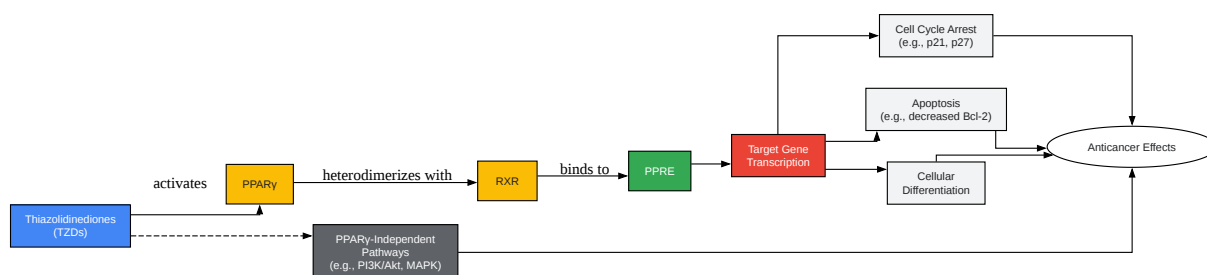 Cell Cycle Arrest
(e.g., p21, p27)
Apoptosis
(e.g., decreased Bcl-2)
Target Gene
Transcription
Anticancer Effects
activates
PPARγ
heterodimerizes with
RXR
binds to
PPRE
Cellular
Differentiation
Thiazolidinediones
(TZDs)
PPARγ-Independent
Pathways
(e.g., PI3K/Akt, MAPK)